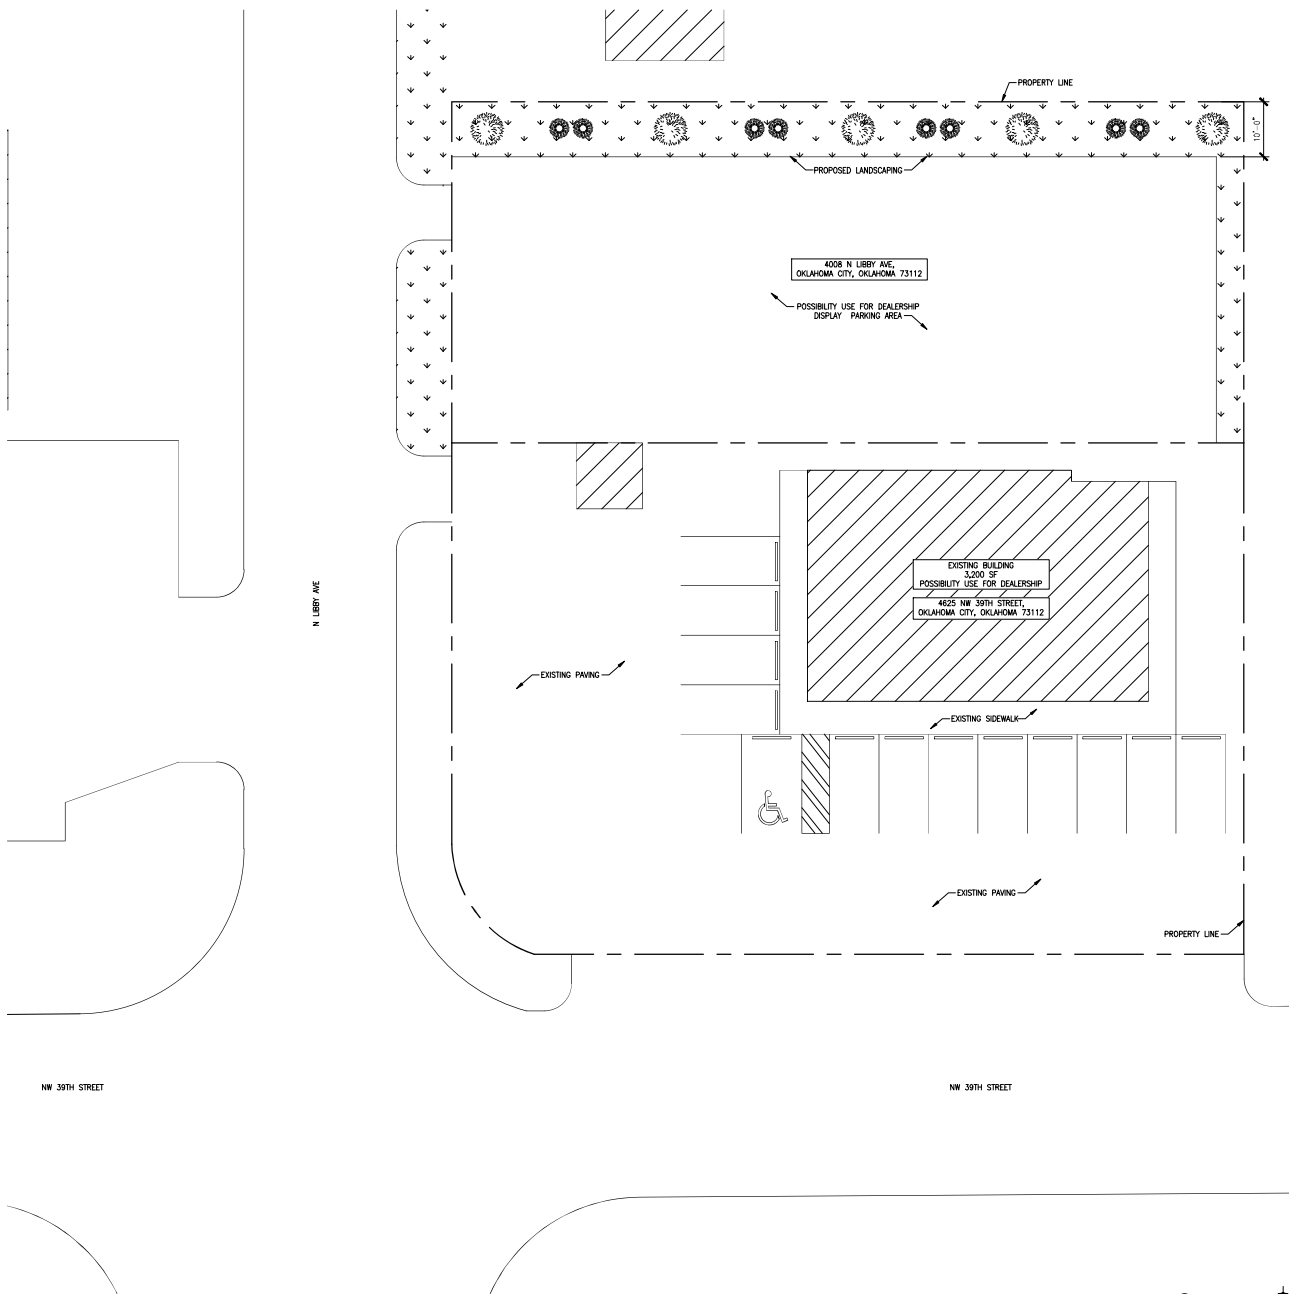 PROPERTY LINE
10'-0"
PROPOSED LANDSCAPING
4008 N LIBBY AVE,
OKLAHOMA CITY, OKLAHOMA 73112
POSSIBILITY USE FOR DEALERSHIP
DISPLAY PARKING AREA
EXISTING BUILDING
3,200 SF
POSSIBILITY USE FOR DEALERSHIP
4625 NW 39TH STREET,
OKLAHOMA CITY, OKLAHOMA 73112
N LIBBY AVE
EXISTING PAVING
EXISTING SIDEWALK
EXISTING PAVING
PROPERTY LINE
NW 39TH STREET
NW 39TH STREET